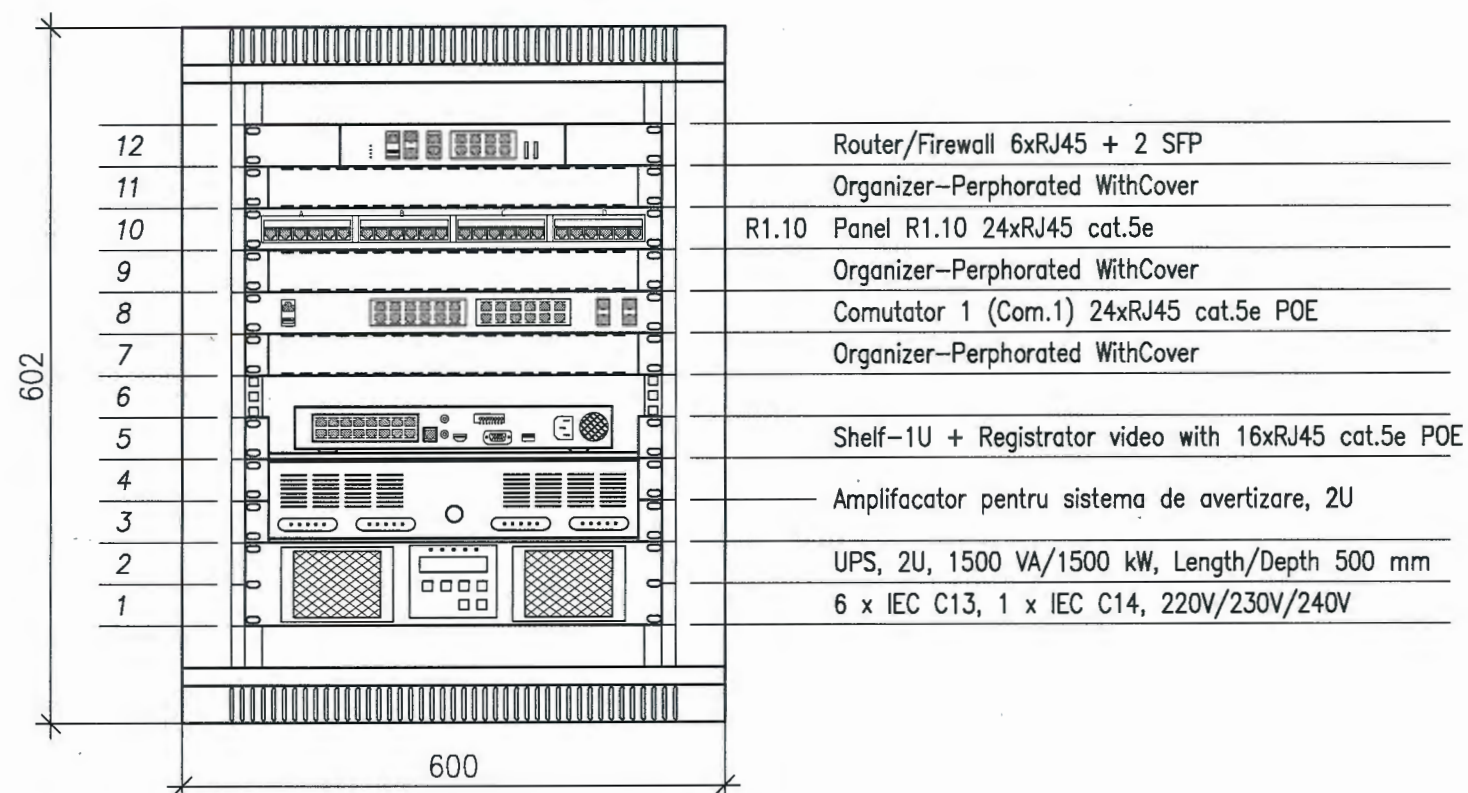 12 Router/Firewall 6xRJ45 + 2 SFP
11 Organizer-Perphorated WithCover
A B C D
10 R1.10 Panel R1.10 24xRJ45 cat.5e
9 Organizer-Perphorated WithCover
8 Comutator 1 (Com.1) 24xRJ45 cat.5e POE
7 Organizer-Perphorated WithCover
602
6
5 Shelf-1U + Registrator video with 16xRJ45 cat.5e POE
4
Amplifacator pentru sistema de avertizare, 2U
3
2 UPS, 2U, 1500 VA/1500 kW, Length/Depth 500 mm
1 6 x IEC C13, 1 x IEC C14, 220V/230V/240V
600